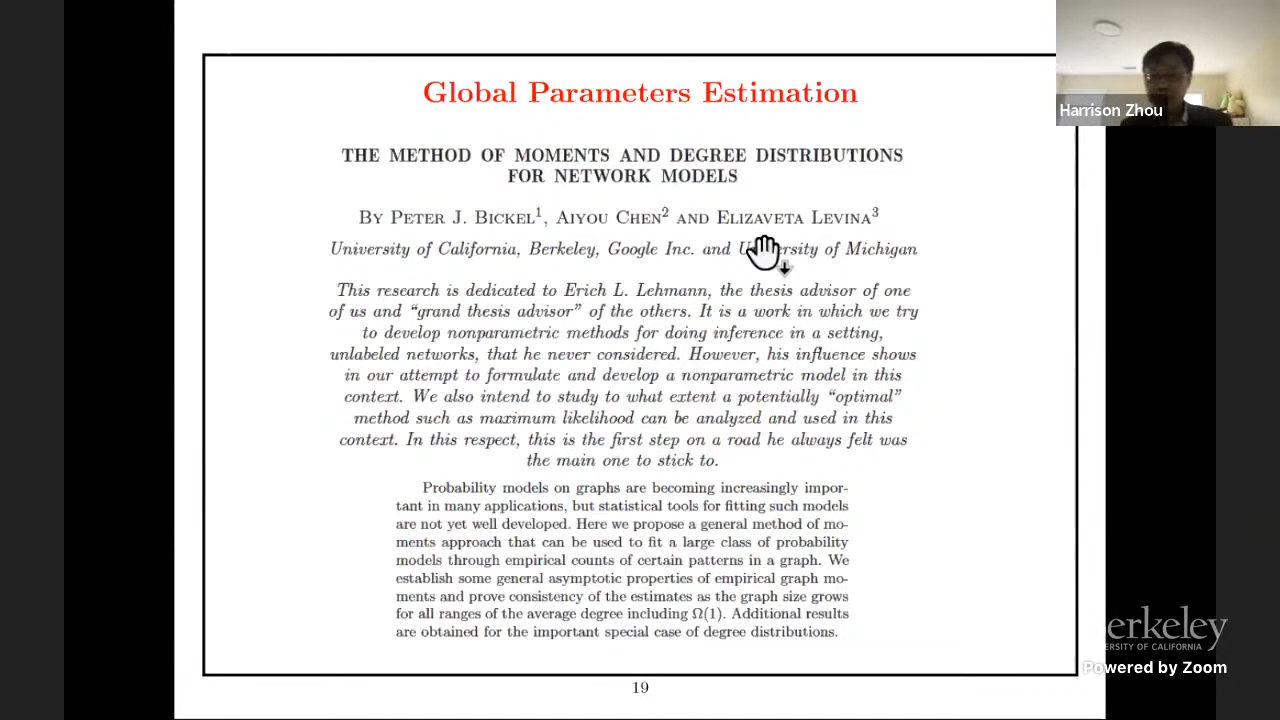 Global Parameters Estimation
Harrison Zhou
THE METHOD OF MOMENTS AND DEGREE DISTRIBUTIONS
FOR NETWORK MODELS
BY PETER J. BICKEL1, AIYOU CHEN2 AND ELIZAVETA LEVINA3
University of California, Berkeley, Google Inc. and University of Michigan
This research is dedicated to Erich L. Lehmann, the thesis advisor of one
of us and “grand thesis advisor” of the others. It is a work in which we try
to develop nonparametric methods for doing inference in a setting,
unlabeled networks, that he never considered. However, his influence shows
in our attempt to formulate and develop a nonparametric model in this
context. We also intend to study to what extent a potentially “optimal”
method such as maximum likelihood can be analyzed and used in this
context. In this respect, this is the first step on a road he always felt was
the main one to stick to.
Probability models on graphs are becoming increasingly impor-
tant in many applications, but statistical tools for fitting such models
are not yet well developed. Here we propose a general method of mo-
ments approach that can be used to fit a large class of probability
models through empirical counts of certain patterns in a graph. We
establish some general asymptotic properties of empirical graph mo-
ments and prove consistency of the estimates as the graph size grows
for all ranges of the average degree including Ω(1). Additional results
are obtained for the important special case of degree distributions.
Berkeley
UNIVERSITY OF CALIFORNIA
Powered by Zoom
19